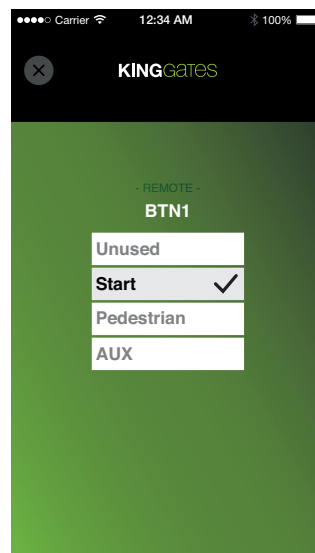 Carrier 12:34 AM 100%
KINGGATES
- REMOTE -
BTN1
Unused
Start
Pedestrian
AUX